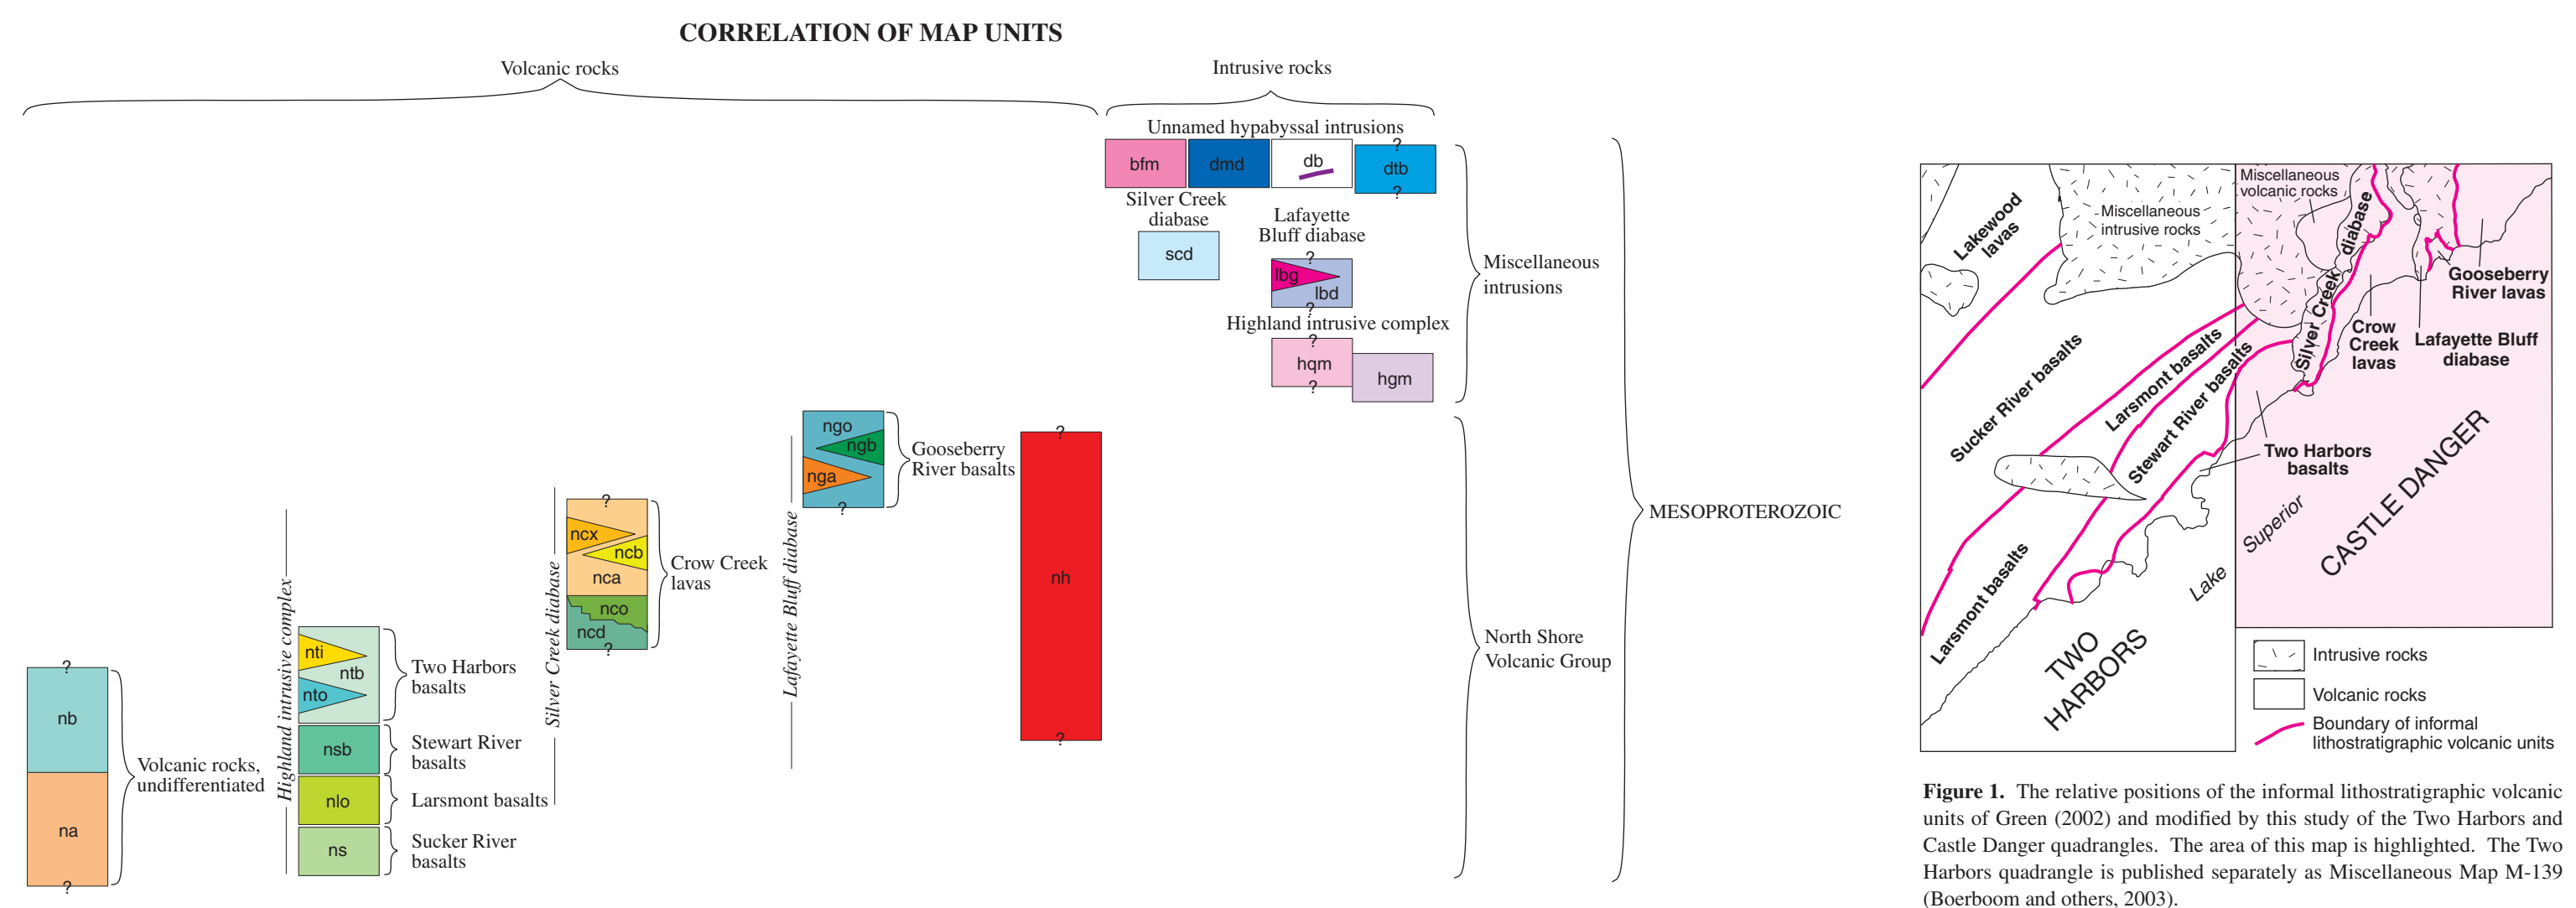 CORRELATION OF MAP UNITS
Volcanic rocks
Intrusive rocks
Unnamed hypabyssal intrusions
bfm
dmd
db
?
dtb
?
Silver Creek
diabase
scd
Lafayette
Bluff diabase
?
lbg
lbd
?
Highland intrusive complex
?
hqm
?
hgm
Miscellaneous
intrusions
?
nb
na
?
Volcanic rocks,
undifferentiated
Highland intrusive complex
nti
ntb
nto
Two Harbors
basalts
nsb
Stewart River
basalts
nlo
Larsmont basalts
ns
Sucker River
basalts
Silver Creek diabase
?
ncx
ncb
nca
nco
ncd
?
Crow Creek
lavas
Lafayette Bluff diabase
ngo
ngb
nga
?
Gooseberry
River basalts
?
nh
?
North Shore
Volcanic Group
MESOPROTEROZOIC
Lakewood
lavas
Miscellaneous
intrusive rocks
Miscellaneous
volcanic rocks
Silver Creek diabase
Gooseberry
River lavas
Crow
Creek
lavas
Lafayette Bluff
diabase
Sucker River basalts
Larsmont basalts
Stewart River basalts
Two Harbors
basalts
Larsmont basalts
Lake Superior
TWO
HARBORS
CASTLE DANGER
Intrusive rocks
Volcanic rocks
Boundary of informal
lithostratigraphic volcanic units
Figure 1. The relative positions of the informal lithostratigraphic volcanic
units of Green (2002) and modified by this study of the Two Harbors and
Castle Danger quadrangles. The area of this map is highlighted. The Two
Harbors quadrangle is published separately as Miscellaneous Map M-139
(Boerboom and others, 2003).